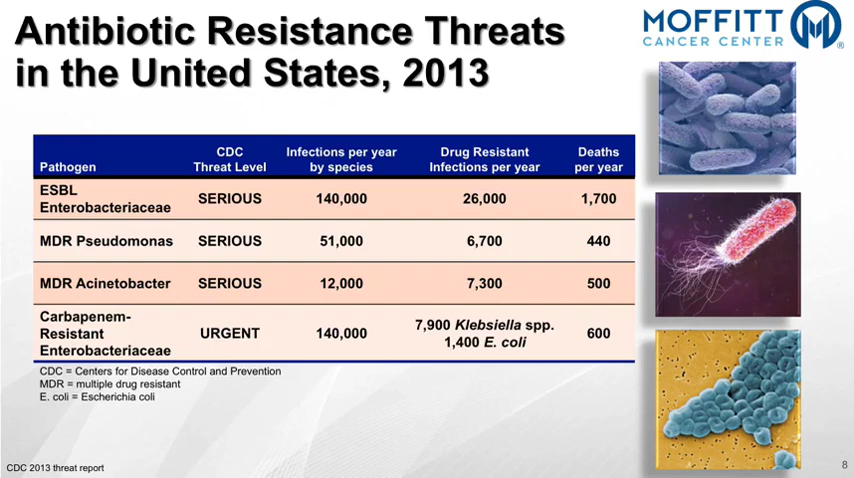 Antibiotic Resistance Threats
in the United States, 2013
MOFFITT
CANCER CENTER
®
Pathogen CDC Threat Level Infections per year by species Drug Resistant Infections per year Deaths per year
ESBL Enterobacteriaceae SERIOUS 140,000 26,000 1,700
MDR Pseudomonas SERIOUS 51,000 6,700 440
MDR Acinetobacter SERIOUS 12,000 7,300 500
Carbapenem-Resistant Enterobacteriaceae URGENT 140,000 7,900 Klebsiella spp. 1,400 E. coli 600
CDC = Centers for Disease Control and Prevention
MDR = multiple drug resistant
E. coli = Escherichia coli
CDC 2013 threat report
8